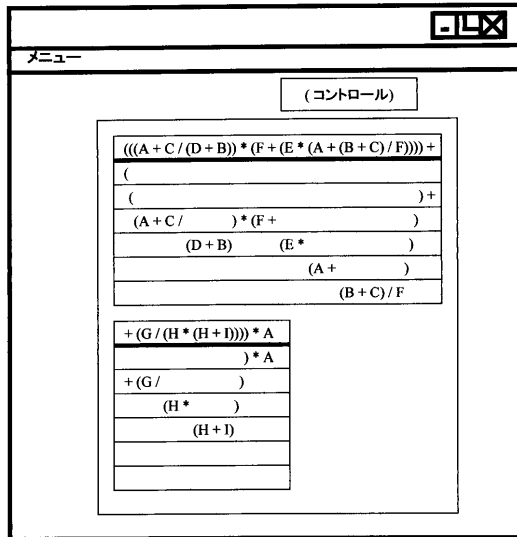 メニュー
(コントロール)
(((A + C / (D + B)) * (F + (E * (A + (B + C) / F)))) +
(
( ) +
(A + C / ) * (F + )
(D + B) (E * )
(A + )
(B + C) / F
+ (G / (H * (H + I)))) * A
) * A
+ (G / )
(H * )
(H + I)